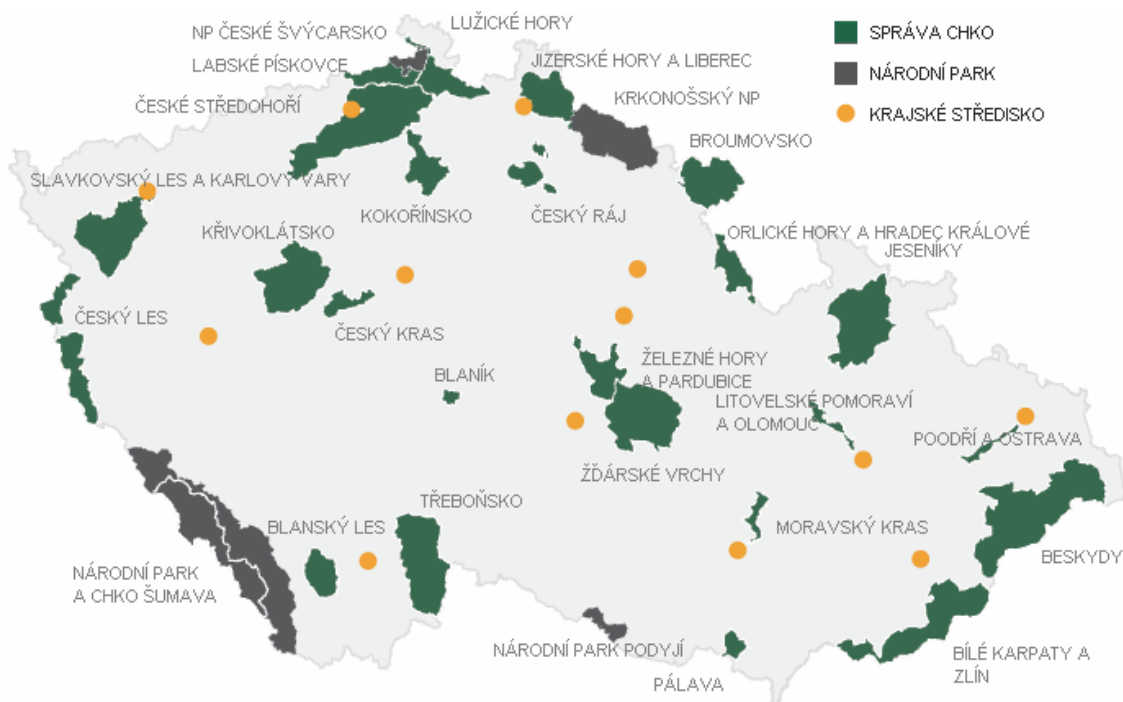 LUŽICKÉ HORY
NP ČESKÉ ŠVÝCARSKO
SPRÁVA CHKO
JIZERSKÉ HORY A LIBEREC
LABSKÉ PÍSKOVCE
NÁRODNÍ PARK
KRKONOŠSKÝ NP
ČESKÉ STŘEDOHOŘÍ
KRAJSKÉ STŘEDISKO
BROUMOVSKO
SLAVKOVSKÝ LES A KARLOVÝ VARY
KOKOŘÍNSKO
ČESKÝ RÁJ
KŘIVOKLÁTSKO
ORLICKÉ HORY A HRADEC KRÁLOVÉ
JESENÍKY
ČESKÝ LES
ČESKÝ KRAS
ŽELEZNÉ HORY
A PARDUBICE
BLANÍK
LITOVELSKÉ POMORAVÍ
A OLOMOUC
POODŘÍ A OSTRAVA
ŽĎÁRSKÉ VRCHY
TŘEBOŇSKO
BLANSKÝ LES
MORAVSKÝ KRAS
BESKYDY
NÁRODNÍ PARK
A CHKO ŠUMAVA
NÁRODNÍ PARK PODYJÍ
PÁLAVA
BÍLÉ KARPATY A
ZLÍN